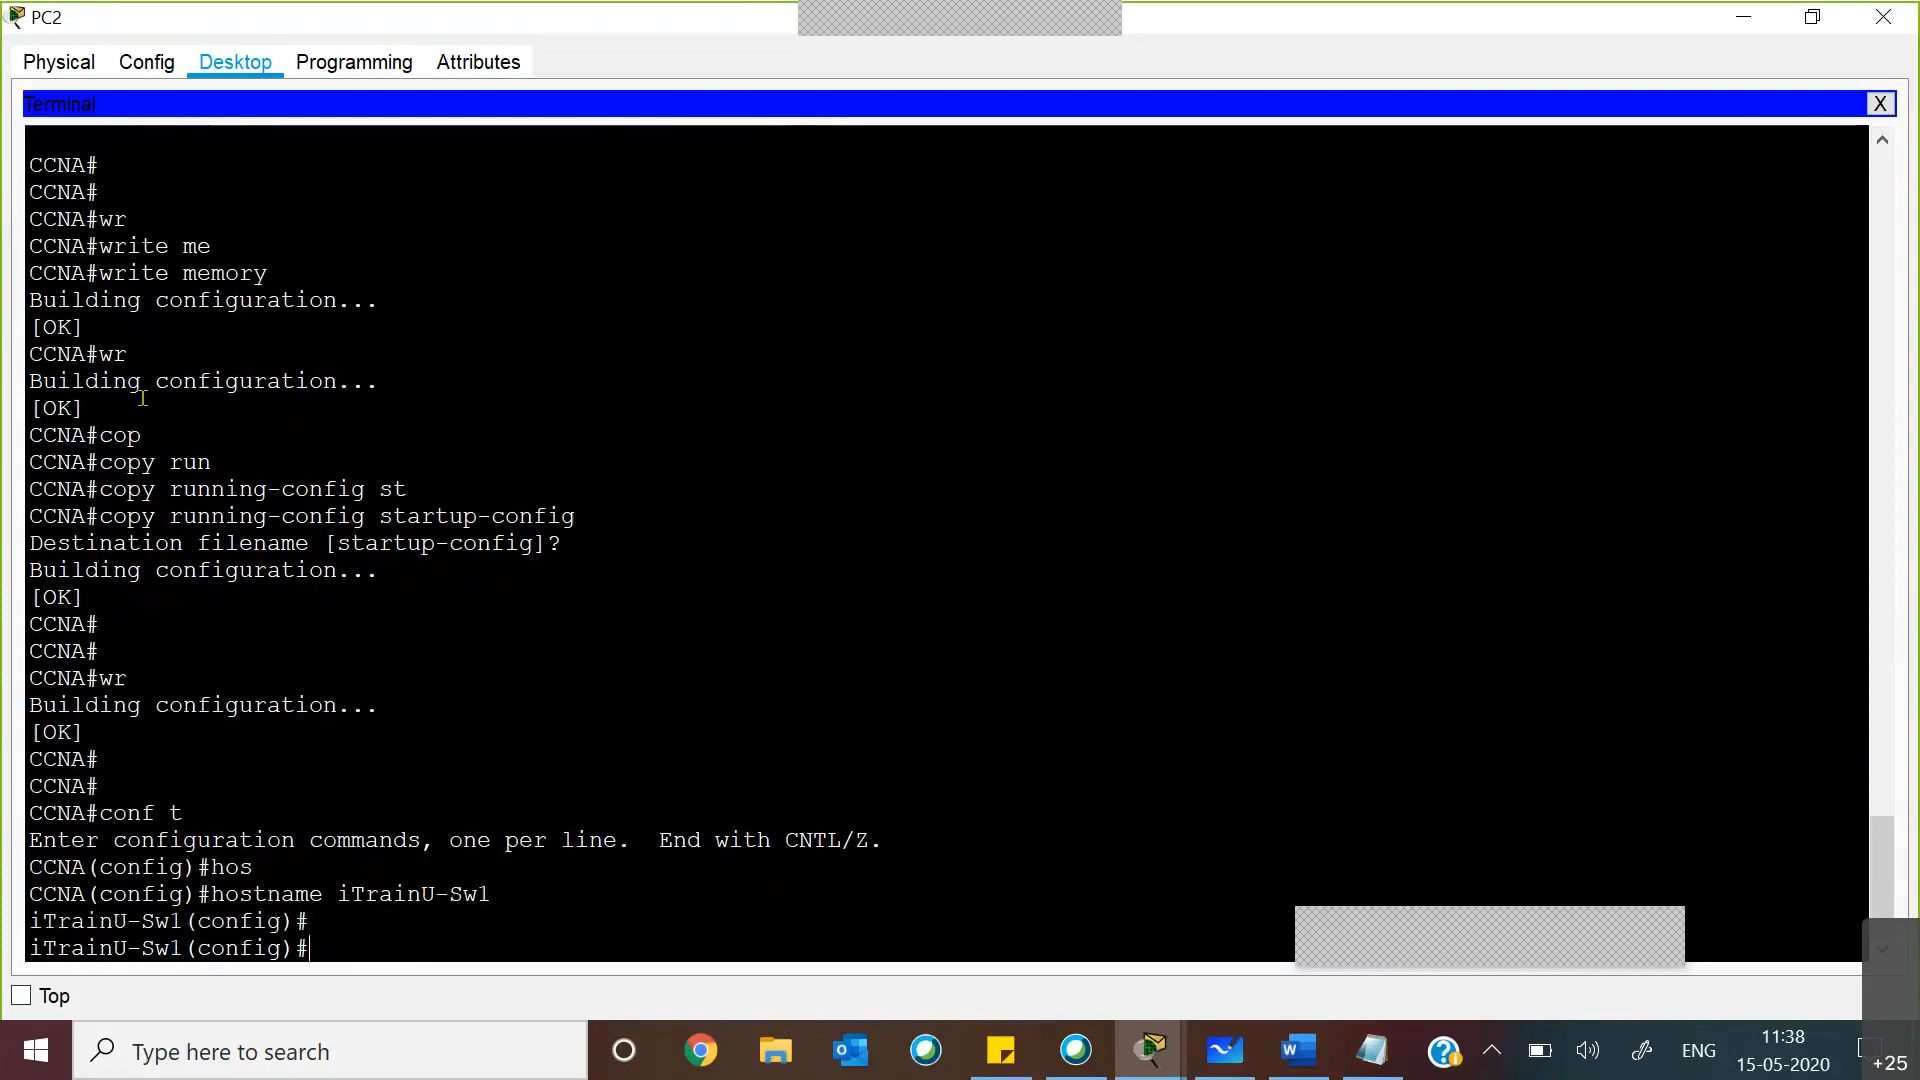 PC2
Physical Config Desktop Programming Attributes
Terminal X
CCNA#
CCNA#
CCNA#wr
CCNA#write me
CCNA#write memory
Building configuration...
[OK]
CCNA#wr
Building configuration...
[OK]
CCNA#cop
CCNA#copy run
CCNA#copy running-config st
CCNA#copy running-config startup-config
Destination filename [startup-config]?
Building configuration...
[OK]
CCNA#
CCNA#
CCNA#wr
Building configuration...
[OK]
CCNA#
CCNA#
CCNA#conf t
Enter configuration commands, one per line.  End with CNTL/Z.
CCNA(config)#hos
CCNA(config)#hostname iTrainU-Sw1
iTrainU-Sw1(config)#
iTrainU-Sw1(config)#
Top
Type here to search
ENG
11:38
15-05-2020
+25